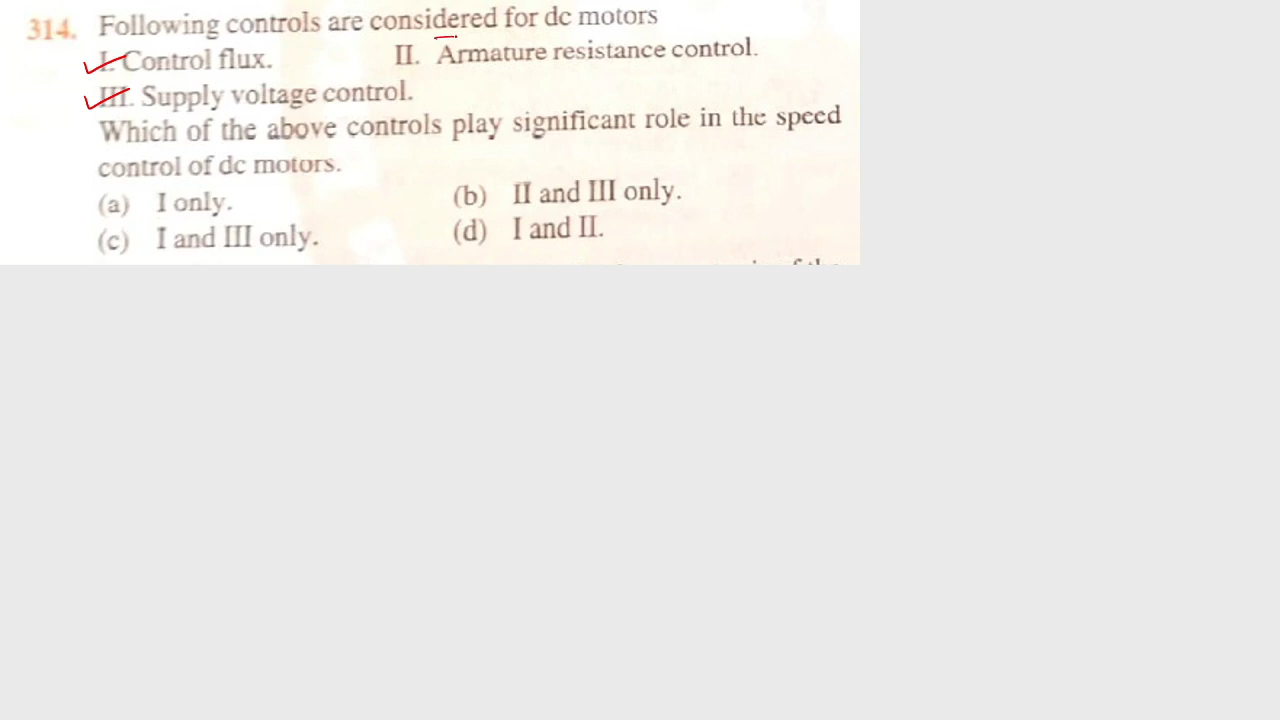 314. Following controls are considered for dc motors
I. Control flux. II. Armature resistance control.
III. Supply voltage control.
Which of the above controls play significant role in the speed
control of dc motors.
(a) I only. (b) II and III only.
(c) I and III only. (d) I and II.